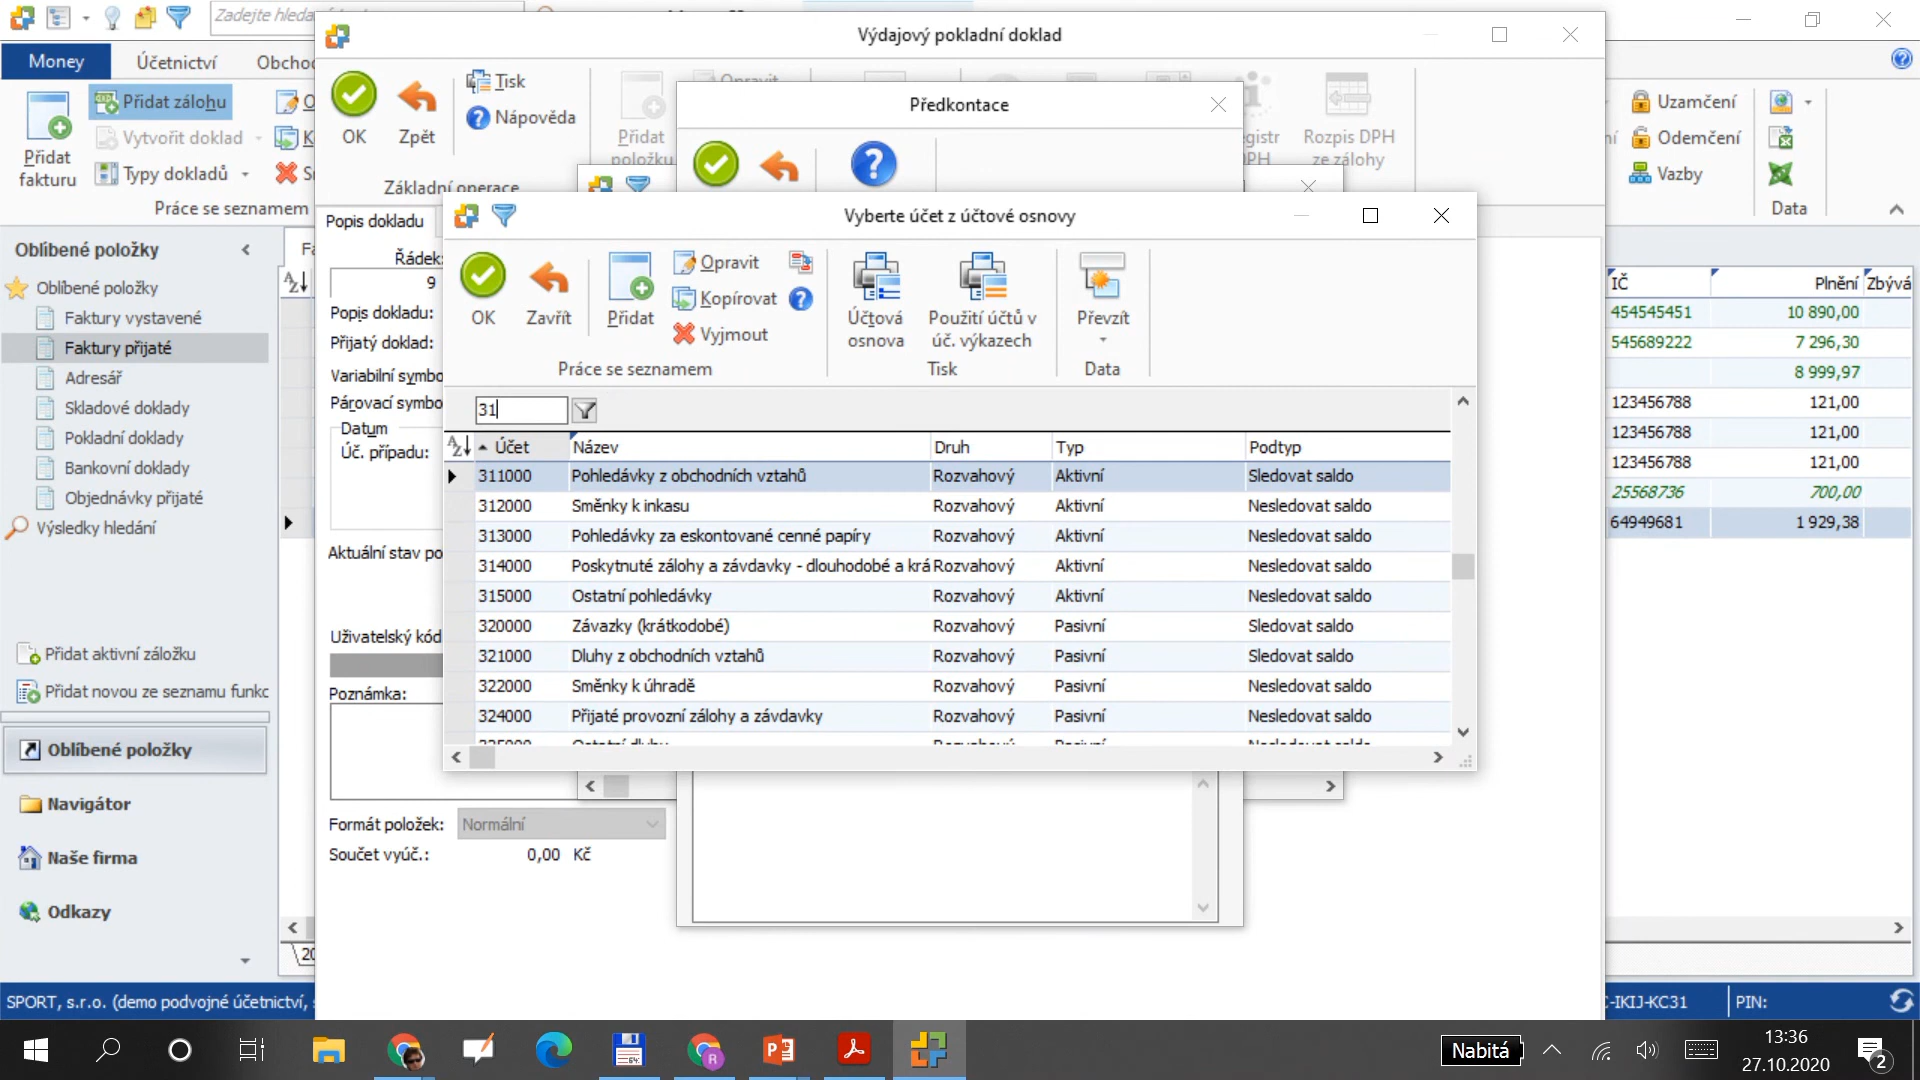 Zadejte hleda
Výdajový pokladní doklad
Money
Účetnictví
Obcho
Přidat zálohu
Vytvořit doklad
Typy dokladů
Přidat
fakturu
Práce se seznamem
OK
Zpět
Tisk
Nápověda
Základní operace
Přidat
položku
Opravit
Předkontace
egistr
DPH
Rozpis DPH
ze zálohy
Uzamčení
Odemčení
Vazby
Data
Oblíbené položky
Oblíbené položky
Faktury vystavené
Faktury přijaté
Adresář
Skladové doklady
Pokladní doklady
Bankovní doklady
Objednávky přijaté
Výsledky hledání
Přidat aktivní záložku
Přidat novou ze seznamu funkc
Oblíbené položky
Navigátor
Naše firma
Odkazy
Popis dokladu
Řádek:
9
Popis dokladu:
Přijatý doklad:
Variabilní symbo
Párovací symbo
Datum
Úč. případu:
Aktuální stav po
Uživatelský kód
Poznámka:
Formát položek: Normální
Součet vyúč.: 0,00 Kč
Vyberte účet z účtové osnovy
OK
Zavřít
Přidat
Opravit
Kopírovat
Vyjmout
Práce se seznamem
Účtová
osnova
Použití účtů v
úč. výkazech
Tisk
Převzít
Data
31
Účet Název Druh Typ Podtyp
311000 Pohledávky z obchodních vztahů Rozvahový Aktivní Sledovat saldo
312000 Směnky k inkasu Rozvahový Aktivní Nesledovat saldo
313000 Pohledávky za eskontované cenné papíry Rozvahový Aktivní Nesledovat saldo
314000 Poskytnuté zálohy a závdavky - dlouhodobé a krá Rozvahový Aktivní Nesledovat saldo
315000 Ostatní pohledávky Rozvahový Aktivní Nesledovat saldo
320000 Závazky (krátkodobé) Rozvahový Pasivní Sledovat saldo
321000 Dluhy z obchodních vztahů Rozvahový Pasivní Sledovat saldo
322000 Směnky k úhradě Rozvahový Pasivní Nesledovat saldo
324000 Přijaté provozní zálohy a závdavky Rozvahový Pasivní Nesledovat saldo
IČ Plnění Zbývá
454545451 10 890,00
545689222 7 296,30
8 999,97
123456788 121,00
123456788 121,00
123456788 121,00
25568736 700,00
64949681 1 929,38
SPORT, s.r.o. (demo podvojné účetnictví, s
C-IKIJ-KC31
PIN:
Nabitá
13:36
27.10.2020
2